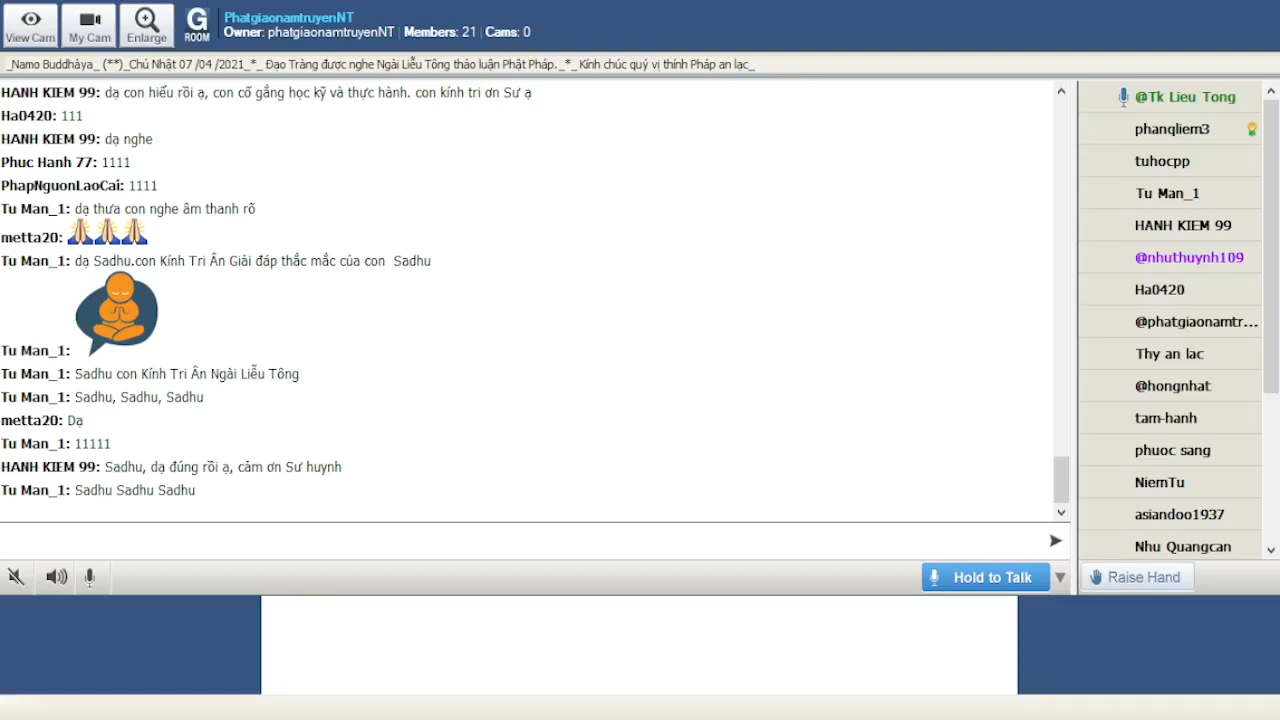 View Cam
My Cam
Enlarge
G
ROOM
PhatgiaonamtruyenNT
Owner: phatgiaonamtruyenNT | Members: 21 | Cams: 0
_Namo Buddhàya_ (**)_Chủ Nhật 07 /04 /2021_*_ Đạo Tràng được nghe Ngài Liễu Tông thảo luận Phật Pháp._*_Kính chúc quý vị thính Pháp an lạc_
HANH KIEM 99: dạ con hiểu rồi ạ, con cố gắng học kỹ và thực hành. con kính tri ơn Sư ạ
Ha0420: 111
HANH KIEM 99: dạ nghe
Phuc Hanh 77: 1111
PhapNguonLaoCai: 1111
Tu Man_1: dạ thưa con nghe âm thanh rõ
metta20:
Tu Man_1: dạ Sadhu.con Kính Tri Ân Giải đáp thắc mắc của con  Sadhu
Tu Man_1:
Tu Man_1: Sadhu con Kính Tri Ân Ngài Liễu Tông
Tu Man_1: Sadhu, Sadhu, Sadhu
metta20: Dạ
Tu Man_1: 11111
HANH KIEM 99: Sadhu, dạ đúng rồi ạ, cảm ơn Sư huynh
Tu Man_1: Sadhu Sadhu Sadhu
@Tk Lieu Tong
phanqliem3
tuhocpp
Tu Man_1
HANH KIEM 99
@nhuthuynh109
Ha0420
@phatgiaonamtr...
Thy an lac
@hongnhat
tam-hanh
phuoc sang
NiemTu
asiandoo1937
Nhu Quangcan
Hold to Talk
Raise Hand